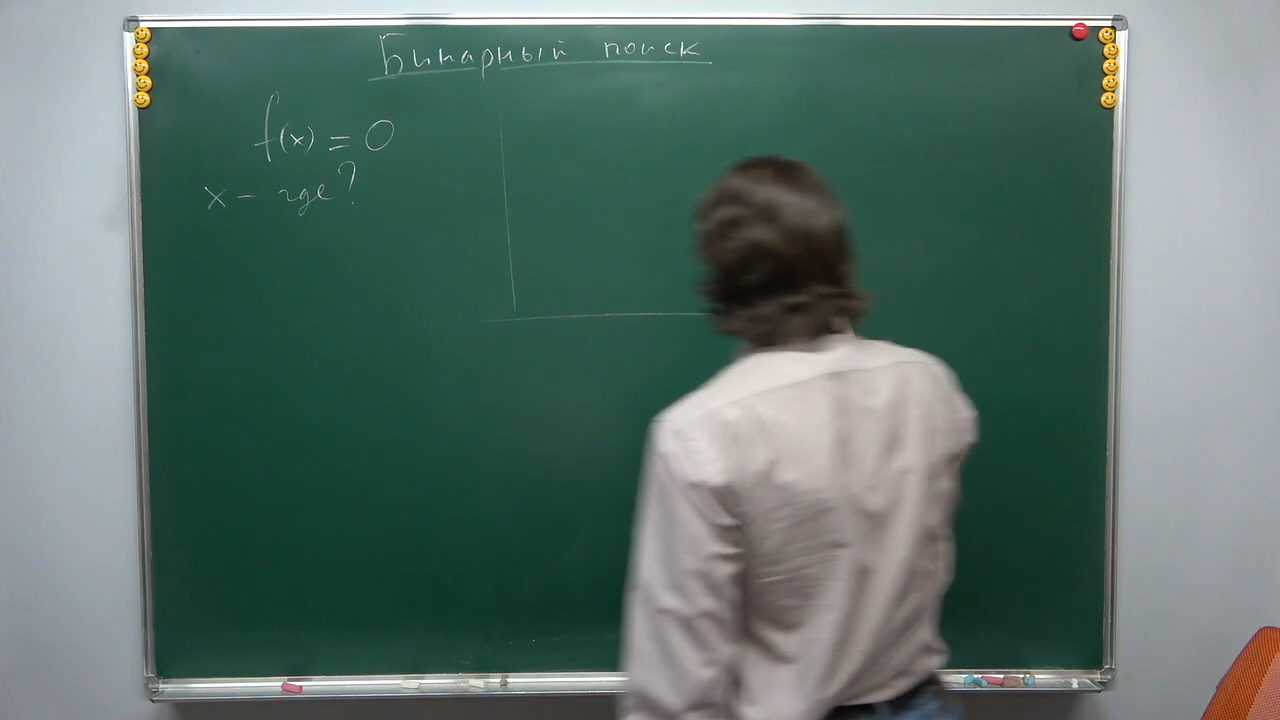 Бинарный поиск
f(x) = 0
x - где?